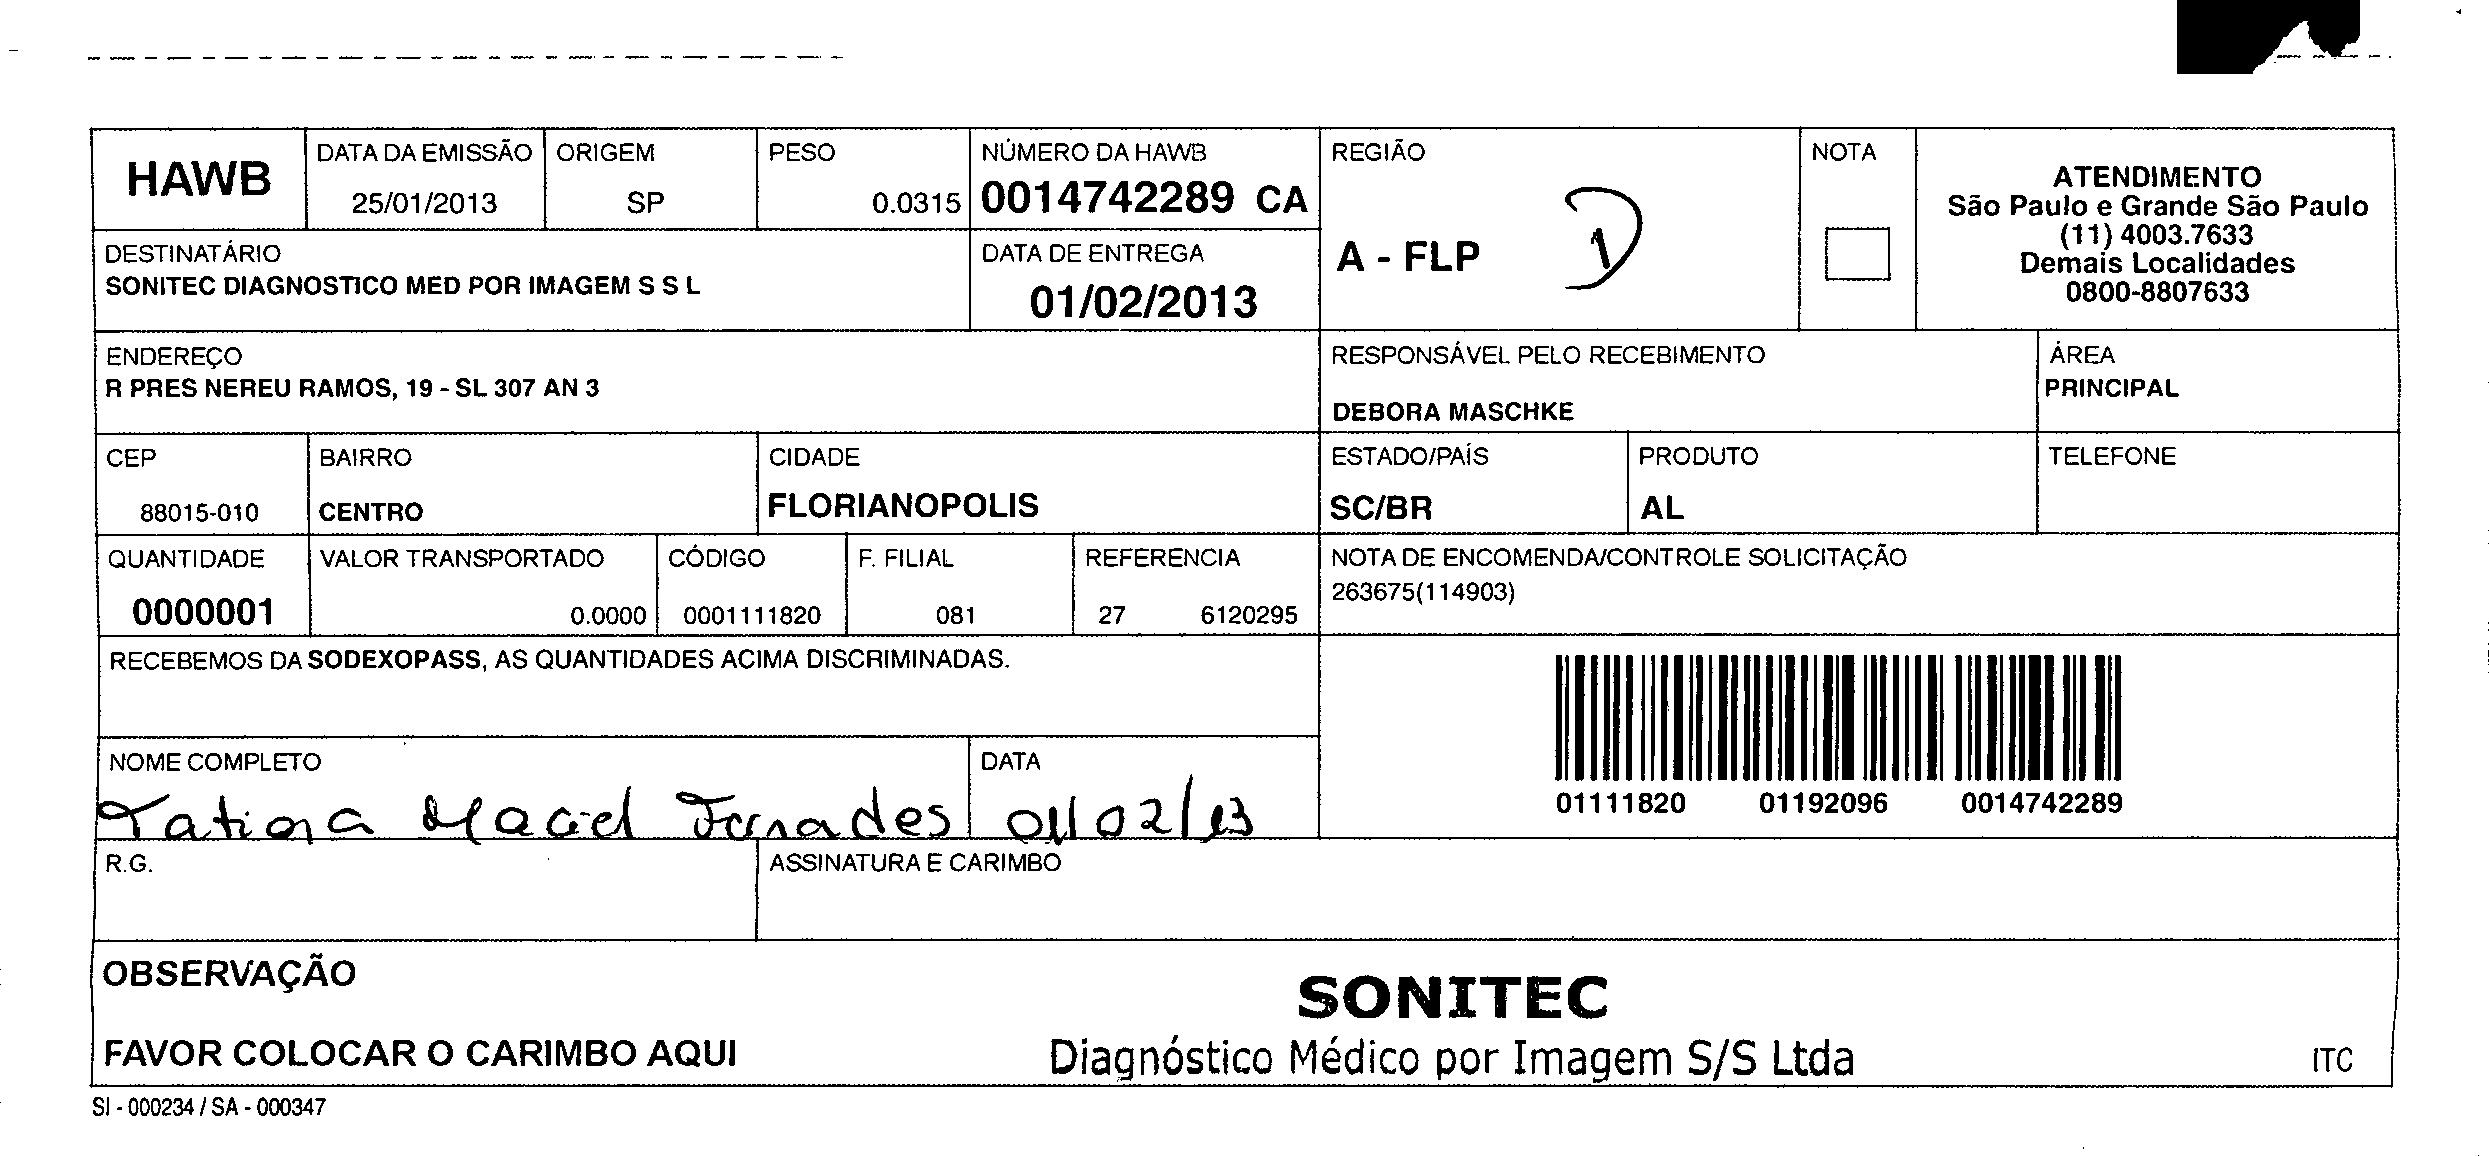 HAWB
DATA DA EMISSÃO
25/01/2013
ORIGEM
SP
PESO
0.0315
NÚMERO DA HAWB
0014742289 CA
REGIÃO
A - FLP
NOTA
ATENDIMENTO
São Paulo e Grande São Paulo
(11) 4003.7633
Demais Localidades
0800-8807633
DESTINATÁRIO
SONITEC DIAGNOSTICO MED POR IMAGEM S S L
DATA DE ENTREGA
01/02/2013
ENDEREÇO
R PRES NEREU RAMOS, 19 - SL 307 AN 3
RESPONSÁVEL PELO RECEBIMENTO
DEBORA MASCHKE
ÁREA
PRINCIPAL
CEP
88015-010
BAIRRO
CENTRO
CIDADE
FLORIANOPOLIS
ESTADO/PAÍS
SC/BR
PRODUTO
AL
TELEFONE
QUANTIDADE
0000001
VALOR TRANSPORTADO
0.0000
CÓDIGO
0001111820
F. FILIAL
081
REFERENCIA
27 6120295
NOTA DE ENCOMENDA/CONTROLE SOLICITAÇÃO
263675(114903)
RECEBEMOS DA SODEXOPASS, AS QUANTIDADES ACIMA DISCRIMINADAS.
01111820 01192096 0014742289
NOME COMPLETO
Tatiana Maciel Fernades
DATA
01/02/13
R.G.
ASSINATURA E CARIMBO
OBSERVAÇÃO
FAVOR COLOCAR O CARIMBO AQUI
SONITEC
Diagnóstico Médico por Imagem S/S Ltda
ITC
SI - 000234 / SA - 000347